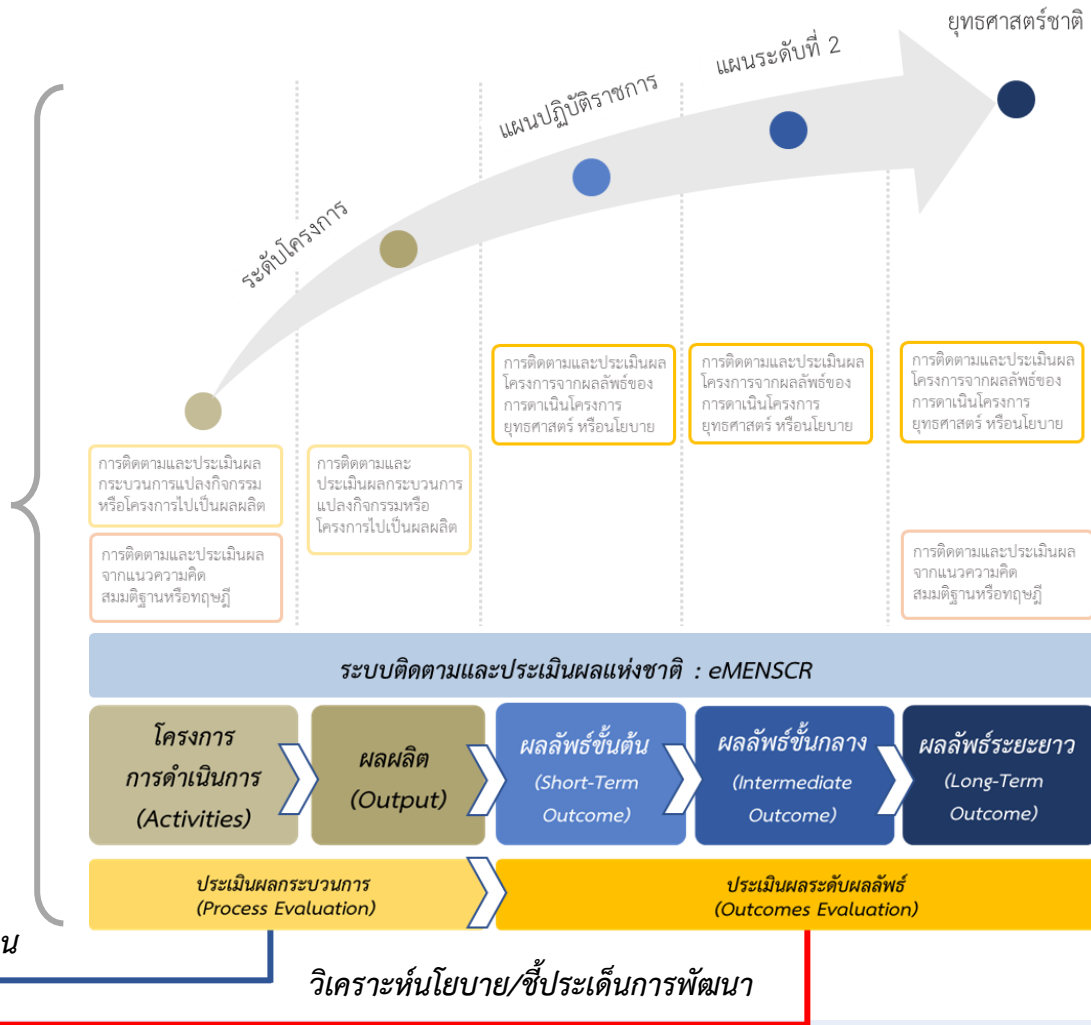 ยุทธศาสตร์ชาติ
แผนระดับที่ 2
แผนปฏิบัติราชการ
ระดับโครงการ
การติดตามและประเมินผล
โครงการจากผลลัพธ์ของ
การดาเนินโครงการ
ยุทธศาสตร์ หรือนโยบาย
การติดตามและประเมินผล
โครงการจากผลลัพธ์ของ
การดาเนินโครงการ
ยุทธศาสตร์ หรือนโยบาย
การติดตามและประเมินผล
โครงการจากผลลัพธ์ของ
การดาเนินโครงการ
ยุทธศาสตร์ หรือนโยบาย
การติดตามและประเมินผล
กระบวนการแปลงกิจกรรม
หรือโครงการไปเป็นผลผลิต
การติดตามและ
ประเมินผลกระบวนการ
แปลงกิจกรรมหรือ
โครงการไปเป็นผลผลิต
การติดตามและประเมินผล
จากแนวความคิด
สมมติฐานหรือทฤษฎี
การติดตามและประเมินผล
จากแนวความคิด
สมมติฐานหรือทฤษฎี
ระบบติดตามและประเมินผลแห่งชาติ : eMENSCR
โครงการ
การดำเนินการ
(Activities)
ผลผลิต
(Output)
ผลลัพธ์ขั้นต้น
(Short-Term
Outcome)
ผลลัพธ์ขั้นกลาง
(Intermediate
Outcome)
ผลลัพธ์ระยะยาว
(Long-Term
Outcome)
ประเมินผลกระบวนการ
(Process Evaluation)
ประเมินผลระดับผลลัพธ์
(Outcomes Evaluation)
น
วิเคราะห์นโยบาย/ชี้ประเด็นการพัฒนา